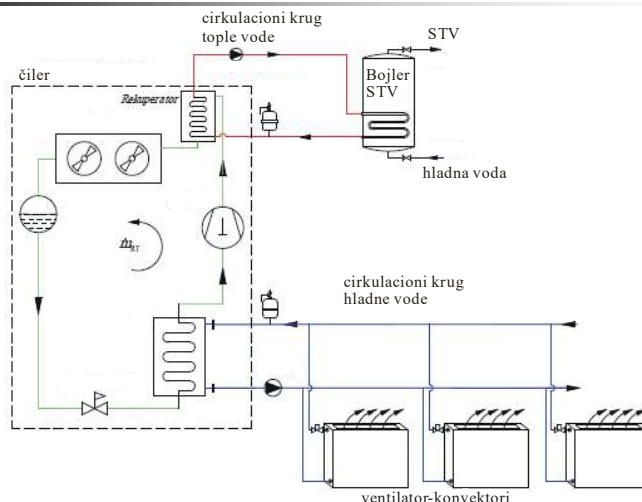 cirkulacioni krug
tople vode
STV
čiler
Bojler
STV
Rekuperator
hladna voda
ṁRT
cirkulacioni krug
hladne vode
ventilator-konvektori